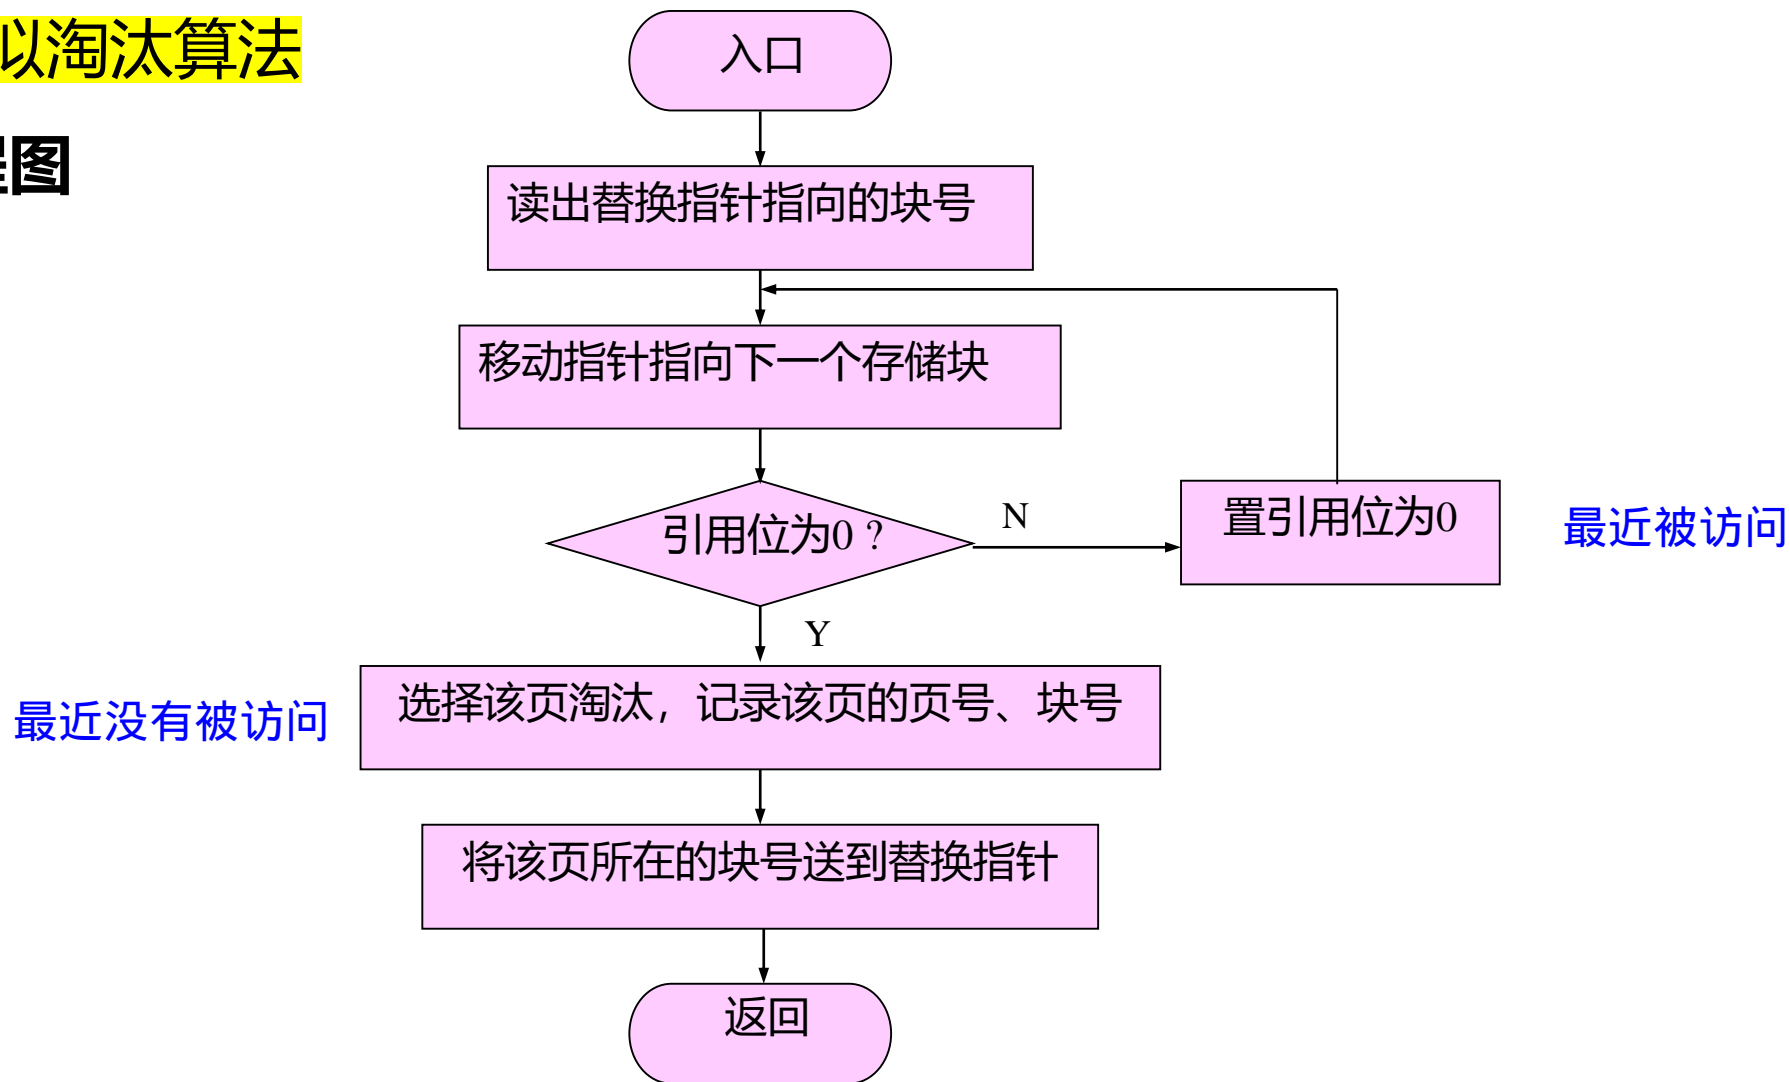 似淘汰算法
程图
入口
读出替换指针指向的块号
移动指针指向下一个存储块
引用位为0 ?
N
置引用位为0
最近被访问
Y
最近没有被访问
选择该页淘汰，记录该页的页号、块号
将该页所在的块号送到替换指针
返回